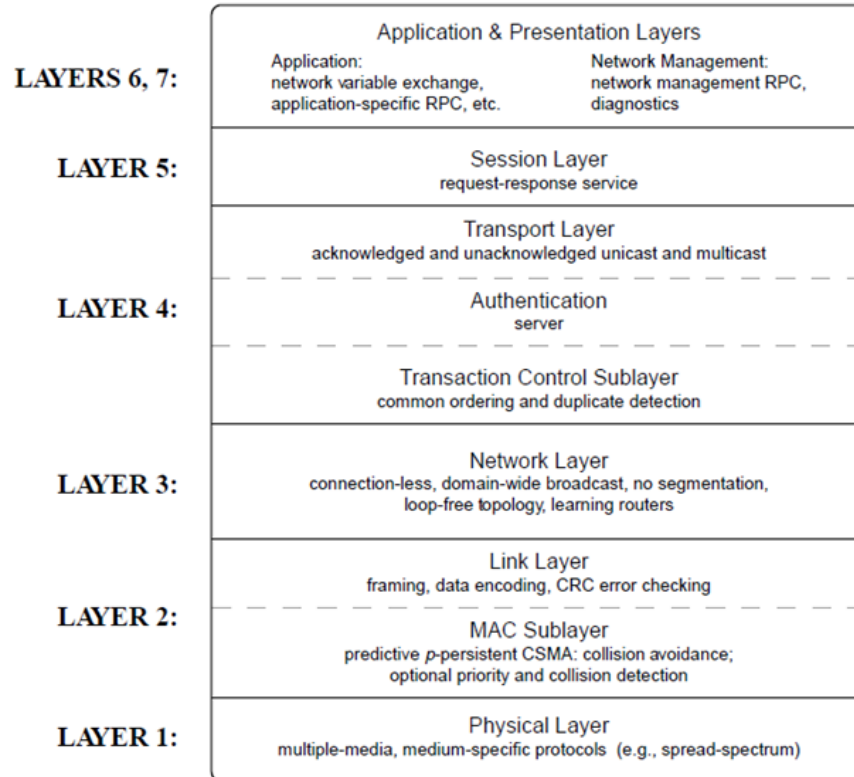 Application & Presentation Layers
LAYERS 6, 7:
Application:
network variable exchange,
application-specific RPC, etc.
Network Management:
network management RPC,
diagnostics
LAYER 5:
Session Layer
request-response service
Transport Layer
acknowledged and unacknowledged unicast and multicast
LAYER 4:
Authentication
server
Transaction Control Sublayer
common ordering and duplicate detection
LAYER 3:
Network Layer
connection-less, domain-wide broadcast, no segmentation,
loop-free topology, learning routers
Link Layer
framing, data encoding, CRC error checking
LAYER 2:
MAC Sublayer
predictive p-persistent CSMA: collision avoidance;
optional priority and collision detection
LAYER 1:
Physical Layer
multiple-media, medium-specific protocols (e.g., spread-spectrum)